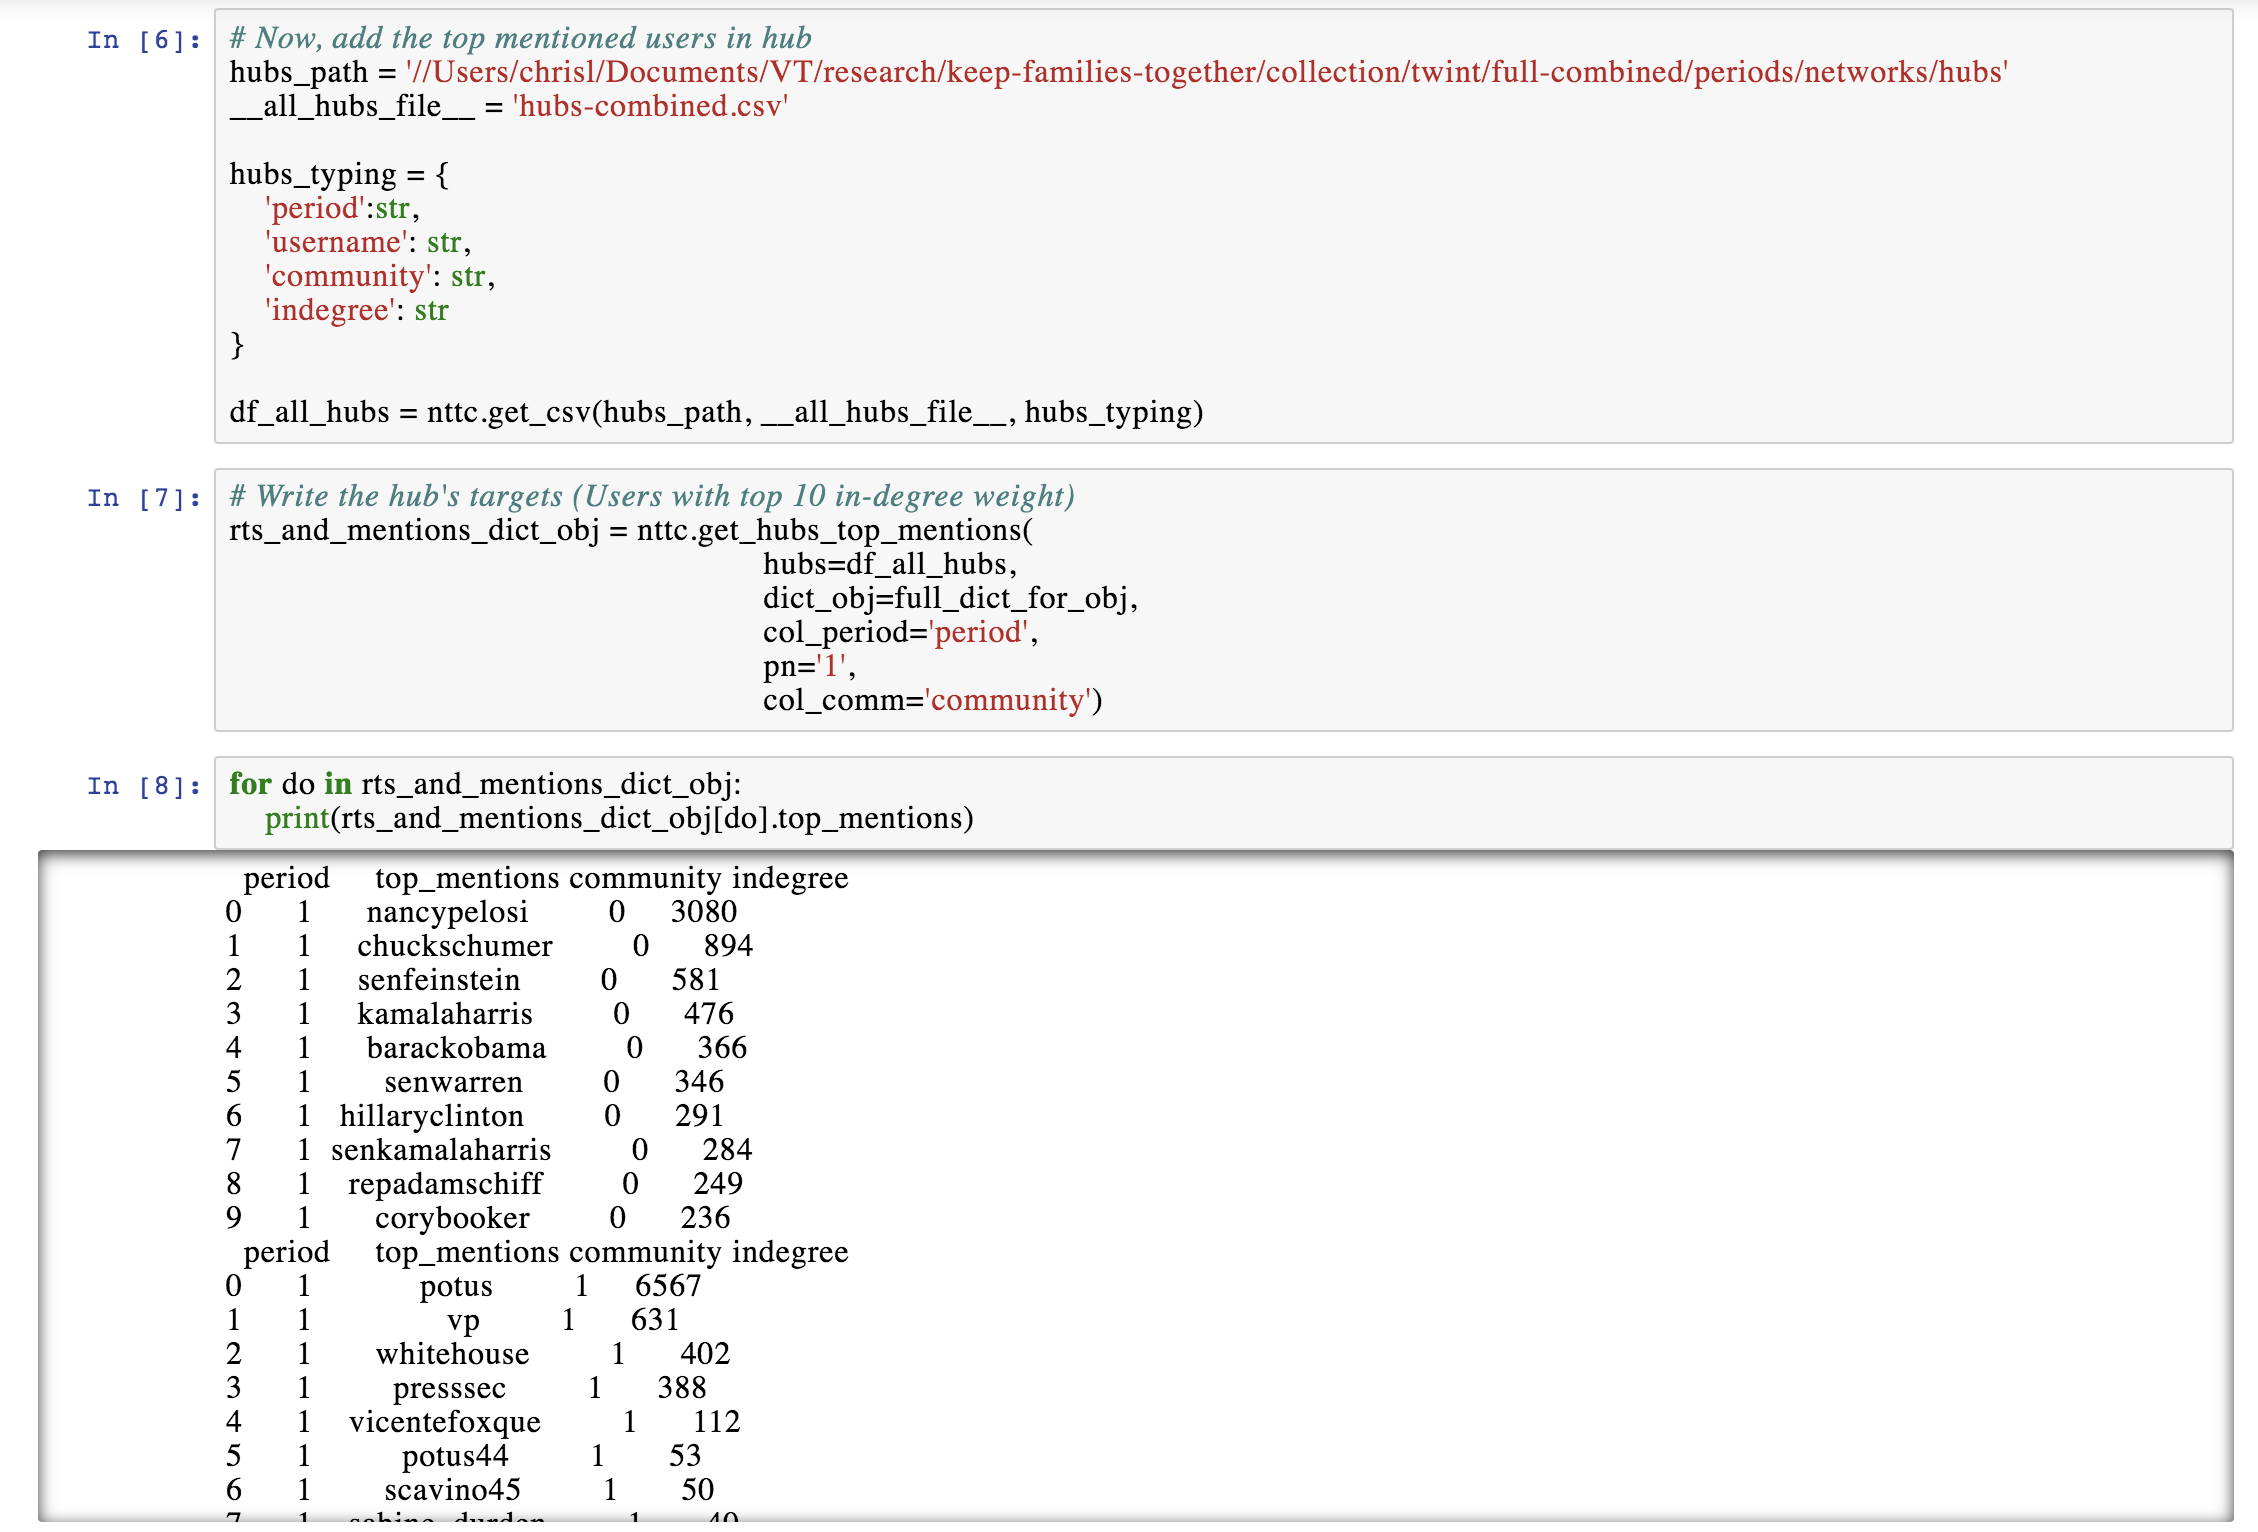 In [6]:
# Now, add the top mentioned users in hub
hubs_path = '//Users/chrisl/Documents/VT/research/keep-families-together/collection/twint/full-combined/periods/networks/hubs'
__all_hubs_file__ = 'hubs-combined.csv'
hubs_typing = {
'period':str,
'username': str,
'community': str,
'indegree': str
}
df_all_hubs = nttc.get_csv(hubs_path, __all_hubs_file__, hubs_typing)
In [7]:
# Write the hub's targets (Users with top 10 in-degree weight)
rts_and_mentions_dict_obj = nttc.get_hubs_top_mentions(
hubs=df_all_hubs,
dict_obj=full_dict_for_obj,
col_period='period',
pn='1',
col_comm='community')
In [8]:
for do in rts_and_mentions_dict_obj:
print(rts_and_mentions_dict_obj[do].top_mentions)
period top_mentions community indegree
0 1 nancypelosi 0 3080
1 1 chuckschumer 0 894
2 1 senfeinstein 0 581
3 1 kamalaharris 0 476
4 1 barackobama 0 366
5 1 senwarren 0 346
6 1 hillaryclinton 0 291
7 1 senkamalaharris 0 284
8 1 repadamschiff 0 249
9 1 corybooker 0 236
period top_mentions community indegree
0 1 potus 1 6567
1 1 vp 1 631
2 1 whitehouse 1 402
3 1 presssec 1 388
4 1 vicentefoxque 1 112
5 1 potus44 1 53
6 1 scavino45 1 50
7 1 sabine_durden 1